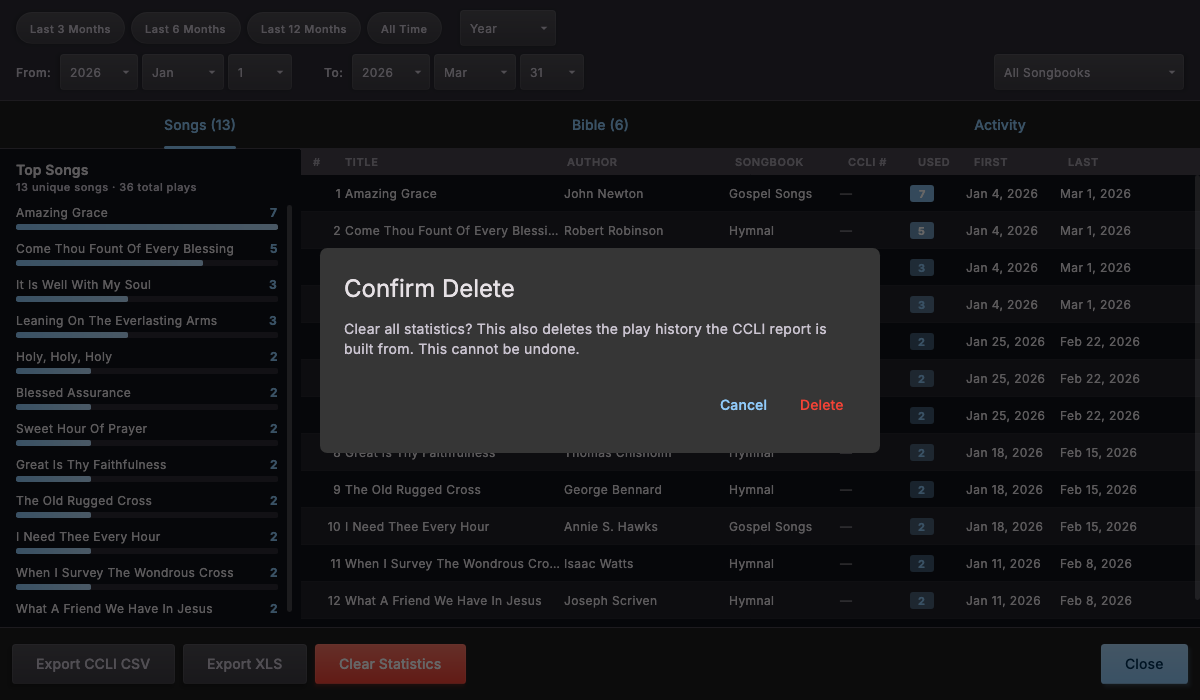 Last 3 Months
Last 6 Months
Last 12 Months
All Time
Year
From:
2026
Jan
1
To:
2026
Mar
31
All Songbooks
Songs (13)
Bible (6)
Activity
Top Songs
13 unique songs · 36 total plays
Amazing Grace 7
Come Thou Fount Of Every Blessing 5
It Is Well With My Soul 3
Leaning On The Everlasting Arms 3
Holy, Holy, Holy 2
Blessed Assurance 2
Sweet Hour Of Prayer 2
Great Is Thy Faithfulness 2
The Old Rugged Cross 2
I Need Thee Every Hour 2
When I Survey The Wondrous Cross 2
What A Friend We Have In Jesus 2
# TITLE AUTHOR SONGBOOK CCLI # USED FIRST LAST
1 Amazing Grace John Newton Gospel Songs — 7 Jan 4, 2026 Mar 1, 2026
2 Come Thou Fount Of Every Blessi... Robert Robinson Hymnal — 5 Jan 4, 2026 Mar 1, 2026
3 Jan 4, 2026 Mar 1, 2026
3 Jan 4, 2026 Mar 1, 2026
2 Jan 25, 2026 Feb 22, 2026
2 Jan 25, 2026 Feb 22, 2026
2 Jan 25, 2026 Feb 22, 2026
8 Great Is Thy Faithfulness Thomas Chisholm Hymnal — 2 Jan 18, 2026 Feb 15, 2026
9 The Old Rugged Cross George Bennard Hymnal — 2 Jan 18, 2026 Feb 15, 2026
10 I Need Thee Every Hour Annie S. Hawks Gospel Songs — 2 Jan 18, 2026 Feb 15, 2026
11 When I Survey The Wondrous Cro... Isaac Watts Hymnal — 2 Jan 11, 2026 Feb 8, 2026
12 What A Friend We Have In Jesus Joseph Scriven Hymnal — 2 Jan 11, 2026 Feb 8, 2026
Confirm Delete
Clear all statistics? This also deletes the play history the CCLI report is
built from. This cannot be undone.
Cancel
Delete
Export CCLI CSV
Export XLS
Clear Statistics
Close